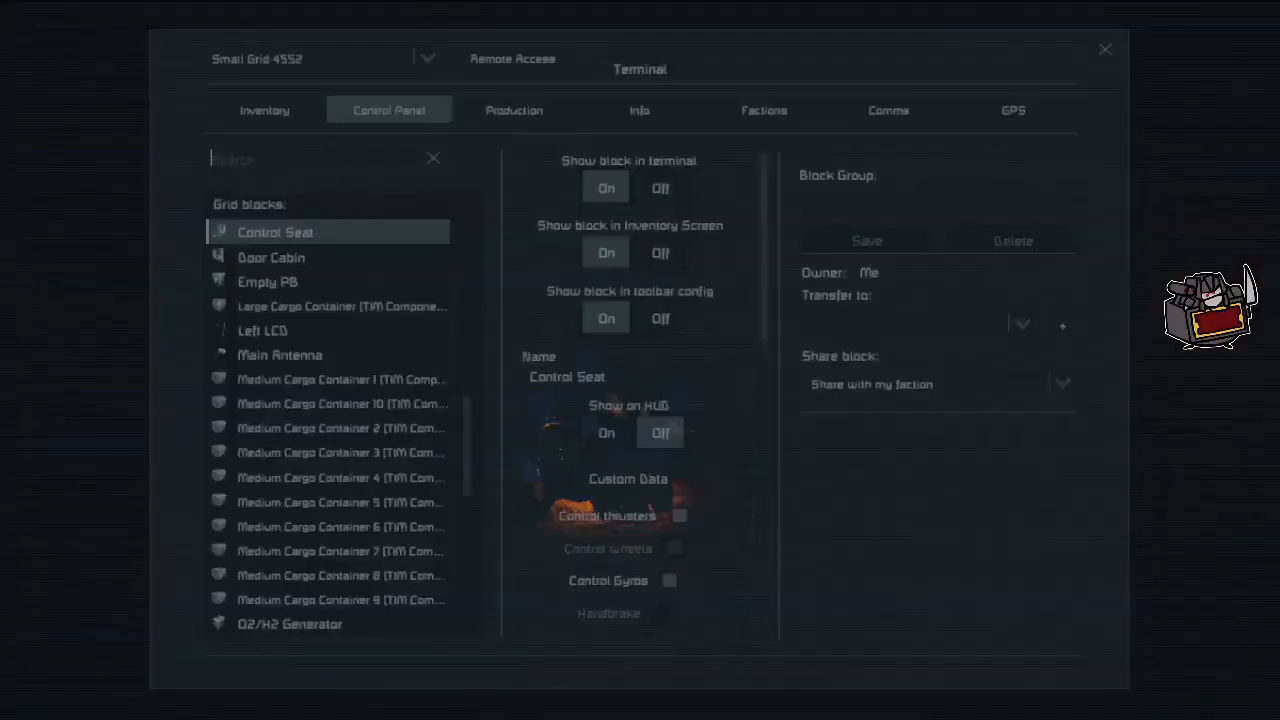 Small Grid 4552
Remote Access
Terminal
Inventory
Control Panel
Production
Info
Factions
Comms
GPS
Search
Grid blocks:
Control Seat
Door Cabin
Empty PB
Large Cargo Container [TIM Compone...
Left LCD
Main Antenna
Medium Cargo Container 1 [TIM Comp...
Medium Cargo Container 10 [TIM Com...
Medium Cargo Container 2 [TIM Com...
Medium Cargo Container 3 [TIM Com...
Medium Cargo Container 4 [TIM Com...
Medium Cargo Container 5 [TIM Com...
Medium Cargo Container 6 [TIM Com...
Medium Cargo Container 7 [TIM Com...
Medium Cargo Container 8 [TIM Com...
Medium Cargo Container 9 [TIM Com...
O2/H2 Generator
Show block in terminal
On Off
Show block in Inventory Screen
On Off
Show block in toolbar config
On Off
Name
Control Seat
Show on HUD
On Off
Custom Data
Control thrusters
Control wheels
Control Gyros
Handbrake
Block Group:
Save Delete
Owner: Me
Transfer to:
Share block:
Share with my faction